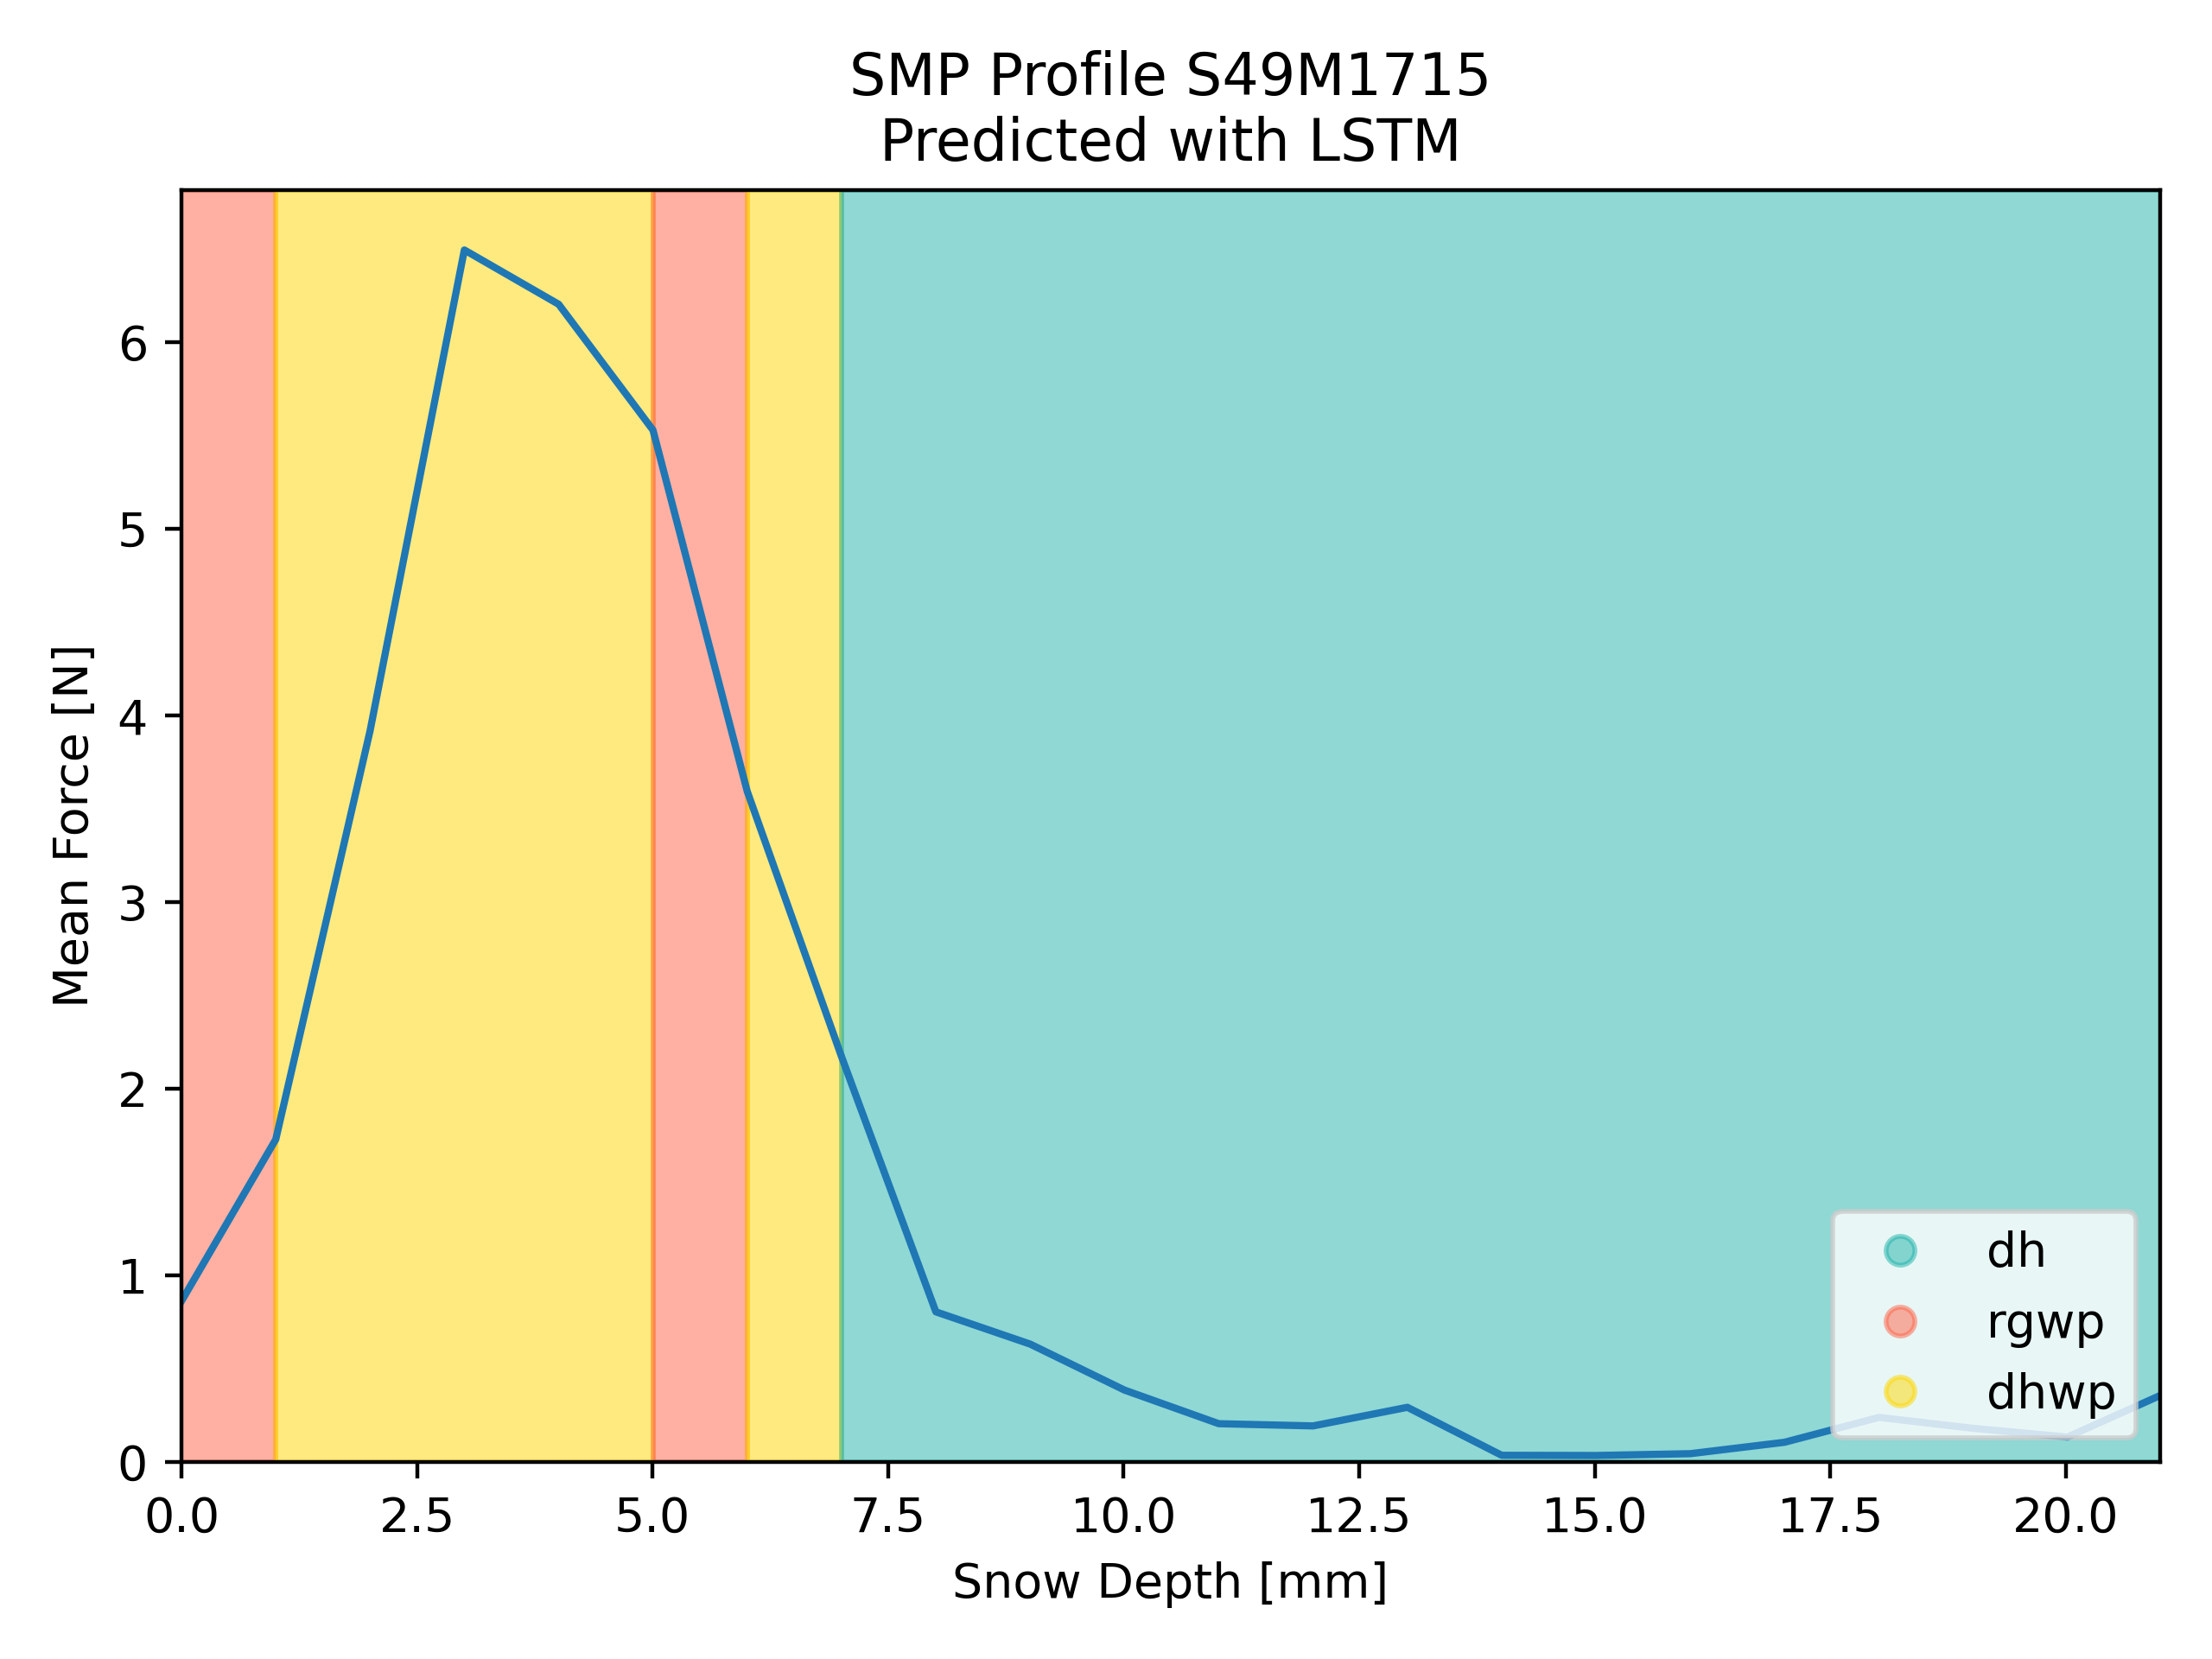 SMP Profile S49M1715
Predicted with LSTM
Mean Force [N]
6
5
4
3
2
1
0
dh
rgwp
dhwp
0.0 2.5 5.0 7.5 10.0 12.5 15.0 17.5 20.0
Snow Depth [mm]